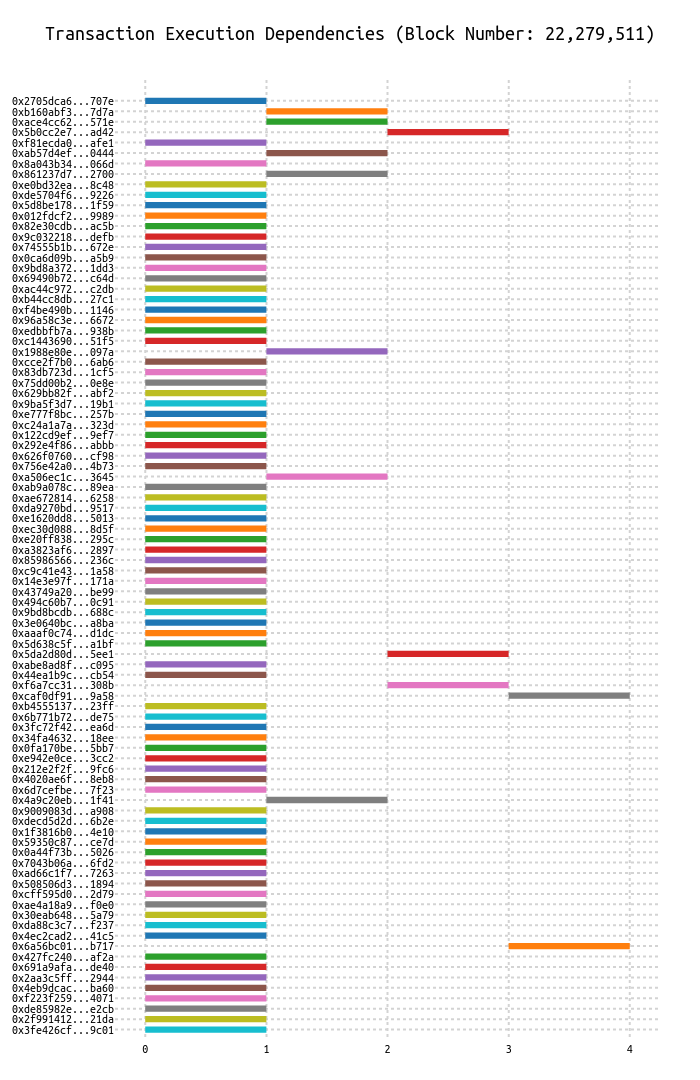 Transaction Execution Dependencies (Block Number: 22,279,511)
0x2705dca6...707e
0xb160abf3...7d7a
0xace4cc62...571e
0x5b0cc2e7...ad42
0xf81ecda0...afe1
0xab57d4ef...0444
0x8a043b34...066d
0x861237d7...2700
0xe0bd32ea...8c48
0xde5704f6...9226
0x5d8be178...1f59
0x012fdcf2...9989
0x82e30cdb...ac5b
0x9c032218...defb
0x74555b1b...672e
0x0ca6d09b...a5b9
0x9bd8a372...1dd3
0x69490b72...c64d
0xac44c972...c2db
0xb44cc8db...27c1
0xf4be490b...1146
0x96a58c3e...6672
0xedbbfb7a...938b
0xc1443690...51f5
0x1988e80e...097a
0xcce2f7b0...6ab6
0x83db723d...1cf5
0x75dd00b2...0e8e
0x629bb82f...abf2
0x9ba5f3d7...19b1
0xe777f8bc...257b
0xc24a1a7a...323d
0x122cd9ef...9ef7
0x292e4f86...abbb
0x626f0760...cf98
0x756e42a0...4b73
0xa506ec1c...3645
0xab9a078c...89ea
0xae672814...6258
0xda9270bd...9517
0xe1620dd8...5013
0xec30d088...8d5f
0xe20ff838...295c
0xa3823af6...2897
0x85986566...236c
0xc9c41e43...1a58
0x14e3e97f...171a
0x43749a20...be99
0x494c60b7...0c91
0x9bd8bcdb...688c
0x3e0640bc...a8ba
0xaaaf0c74...d1dc
0x5d638c5f...a1bf
0x5da2d80d...5ee1
0xabe8ad8f...c095
0x44ea1b9c...cb54
0xf6a7cc31...308b
0xcaf0df91...9a58
0xb4555137...23ff
0x6b771b72...de75
0x3fc72f42...ea6d
0x34fa4632...18ee
0x0fa170be...5bb7
0xe942e0ce...3cc2
0x212e2f2f...9fc6
0x4020ae6f...8eb8
0x6d7cefbe...7f23
0x4a9c20eb...1f41
0x9009083d...a908
0xdecd5d2d...6b2e
0x1f3816b0...4e10
0x59350c87...ce7d
0x0a44f73b...5026
0x7043b06a...6fd2
0xad66c1f7...7263
0x508506d3...1894
0xcff595d0...2d79
0xae4a18a9...f0e0
0x30eab648...5a79
0xda88c3c7...f237
0x4ec2cad2...41c5
0x6a56bc01...b717
0x427fc240...af2a
0x691a9afa...de40
0x2aa3c5ff...2944
0x4eb9dcac...ba60
0xf223f259...4071
0xde85982e...e2cb
0x2f991412...21da
0x3fe426cf...9c01
0 1 2 3 4